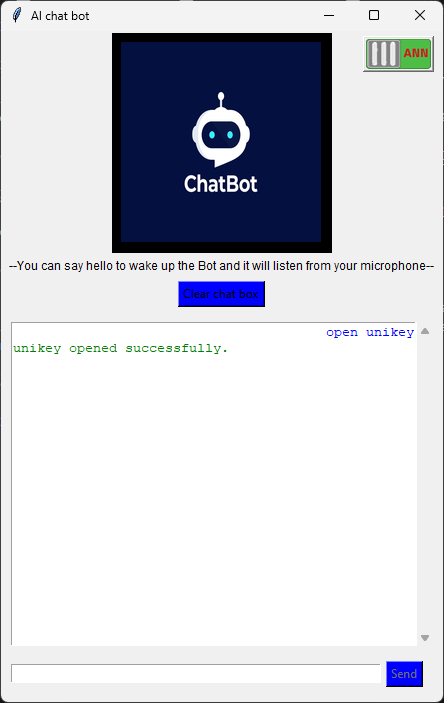 AI chat bot
ANN
ChatBot
--You can say hello to wake up the Bot and it will listen from your microphone--
Clear chat box
open unikey
unikey opened successfully.
Send